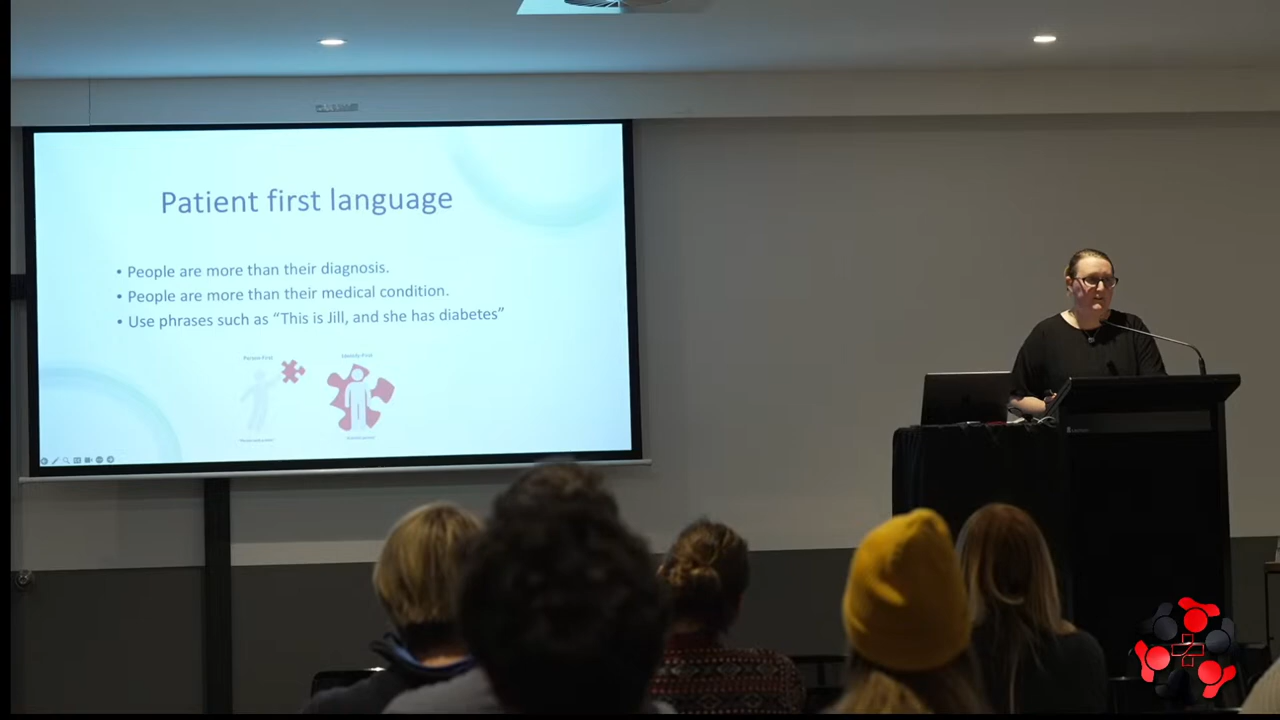 Patient first language
• People are more than their diagnosis.
• People are more than their medical condition.
• Use phrases such as “This is Jill, and she has diabetes”
Person-First
Identity-First